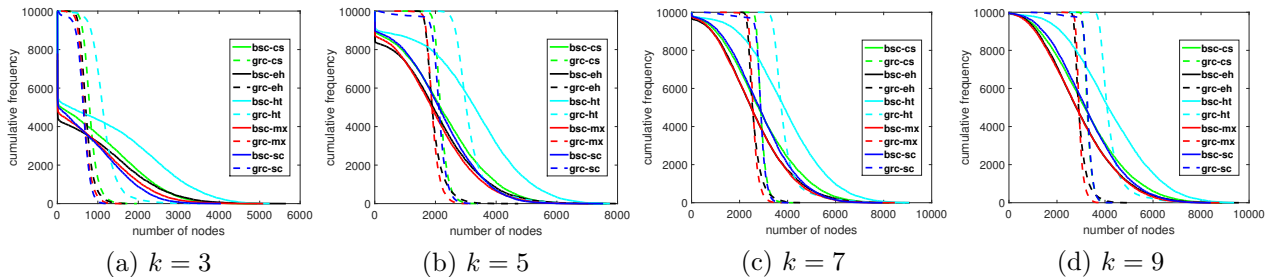 cumulative frequency
10000
8000
6000
4000
2000
0
0 1000 2000 3000 4000 5000 6000
number of nodes
bsc-cs
grc-cs
bsc-eh
grc-eh
bsc-ht
grc-ht
bsc-mx
grc-mx
bsc-sc
grc-sc
(a) k = 3
cumulative frequency
10000
8000
6000
4000
2000
0
0 2000 4000 6000 8000
number of nodes
bsc-cs
grc-cs
bsc-eh
grc-eh
bsc-ht
grc-ht
bsc-mx
grc-mx
bsc-sc
grc-sc
(b) k = 5
cumulative frequency
10000
8000
6000
4000
2000
0
0 2000 4000 6000 8000 10000
number of nodes
bsc-cs
grc-cs
bsc-eh
grc-eh
bsc-ht
grc-ht
bsc-mx
grc-mx
bsc-sc
grc-sc
(c) k = 7
cumulative frequency
10000
8000
6000
4000
2000
0
0 2000 4000 6000 8000 10000
number of nodes
bsc-cs
grc-cs
bsc-eh
grc-eh
bsc-ht
grc-ht
bsc-mx
grc-mx
bsc-sc
grc-sc
(d) k = 9